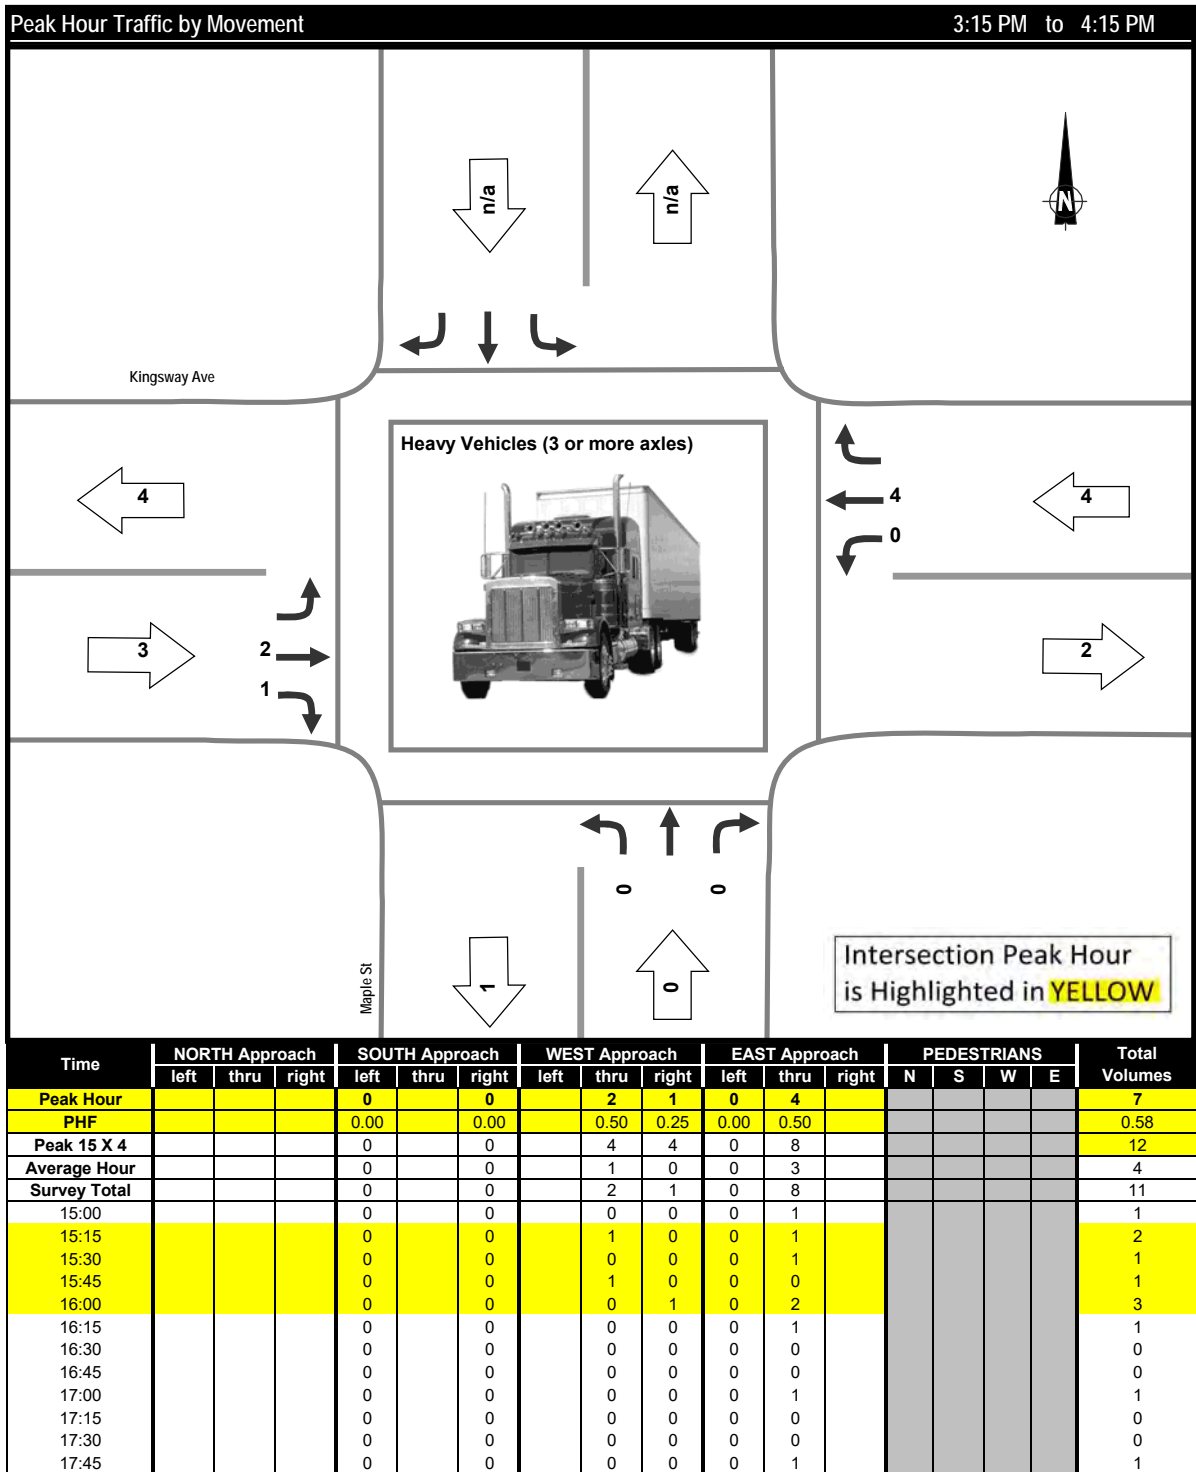 Peak Hour Traffic by Movement 3:15 PM to 4:15 PM
n/a n/a
N
Kingsway Ave
Heavy Vehicles (3 or more axles)
4 4 4
0
3 2 2
1
0 0
Maple St 1 0
Intersection Peak Hour
is Highlighted in YELLOW
Time NORTH Approach SOUTH Approach WEST Approach EAST Approach PEDESTRIANS Total Volumes
left thru right left thru right left thru right left thru right N S W E
Peak Hour 0 0 2 1 0 4 7
PHF 0.00 0.00 0.50 0.25 0.00 0.50 0.58
Peak 15 X 4 0 0 4 4 0 8 12
Average Hour 0 0 1 0 0 3 4
Survey Total 0 0 2 1 0 8 11
15:00 0 0 0 0 0 1 1
15:15 0 0 1 0 0 1 2
15:30 0 0 0 0 0 1 1
15:45 0 0 1 0 0 0 1
16:00 0 0 0 1 0 2 3
16:15 0 0 0 0 0 1 1
16:30 0 0 0 0 0 0 0
16:45 0 0 0 0 0 0 0
17:00 0 0 0 0 0 1 1
17:15 0 0 0 0 0 0 0
17:30 0 0 0 0 0 0 0
17:45 0 0 0 0 0 1 1